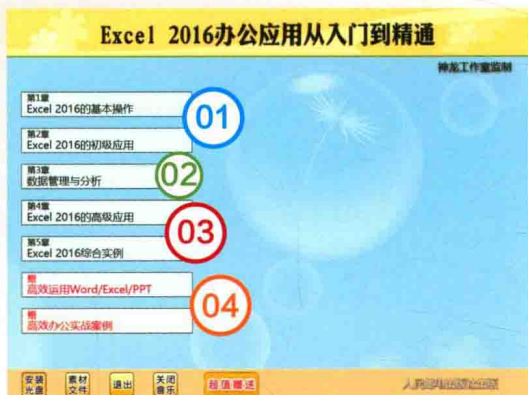 Excel 2016办公应用从入门到精通
神龙工作室监制
第1章
Excel 2016的基本操作
01
第2章
Excel 2016的初级应用
第3章
数据管理与分析
02
第4章
Excel 2016的高级应用
03
第5章
Excel 2016综合实例
赠
高效运用Word/Excel/PPT
04
赠
高效办公实战案例
安装光盘
素材文件
退出
关闭音乐
超值赠送
人民邮电出版社出版